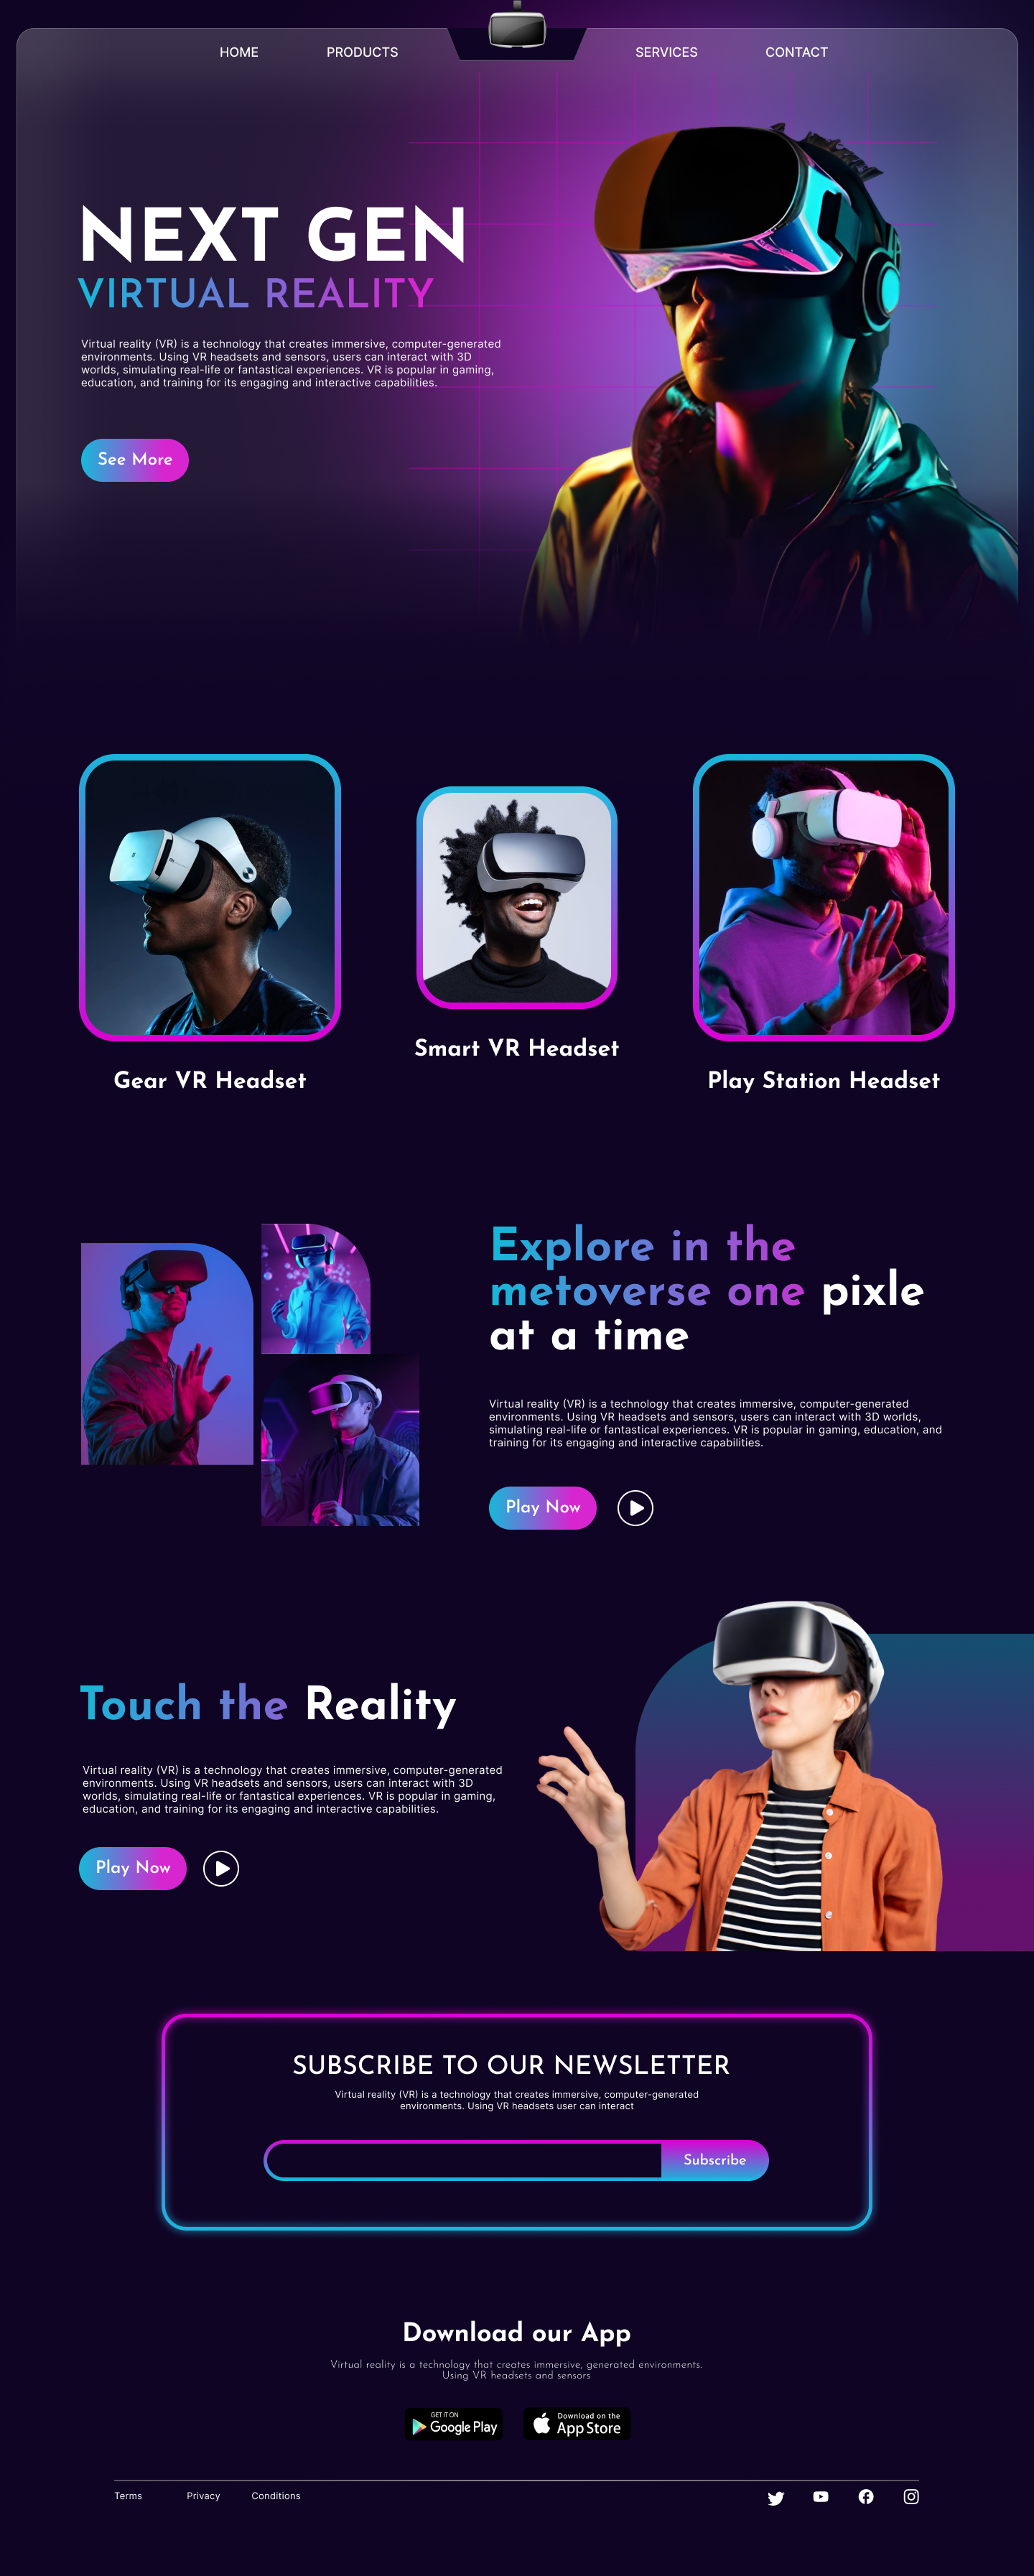 HOME PRODUCTS SERVICES CONTACT
NEXT GEN
VIRTUAL REALITY
Virtual reality (VR) is a technology that creates immersive, computer-generated
environments. Using VR headsets and sensors, users can interact with 3D
worlds, simulating real-life or fantastical experiences. VR is popular in gaming,
education, and training for its engaging and interactive capabilities.
See More
Gear VR Headset
Smart VR Headset
Play Station Headset
Explore in the
metoverse one pixle
at a time
Virtual reality (VR) is a technology that creates immersive, computer-generated
environments. Using VR headsets and sensors, users can interact with 3D worlds,
simulating real-life or fantastical experiences. VR is popular in gaming, education, and
training for its engaging and interactive capabilities.
Play Now
Touch the Reality
Virtual reality (VR) is a technology that creates immersive, computer-generated
environments. Using VR headsets and sensors, users can interact with 3D
worlds, simulating real-life or fantastical experiences. VR is popular in gaming,
education, and training for its engaging and interactive capabilities.
Play Now
SUBSCRIBE TO OUR NEWSLETTER
Virtual reality (VR) is a technology that creates immersive, computer-generated
environments. Using VR headsets user can interact
Subscribe
Download our App
Virtual reality is a technology that creates immersive, generated environments.
Using VR headsets and sensors
GET IT ON
Google Play
Download on the
App Store
Terms Privacy Conditions